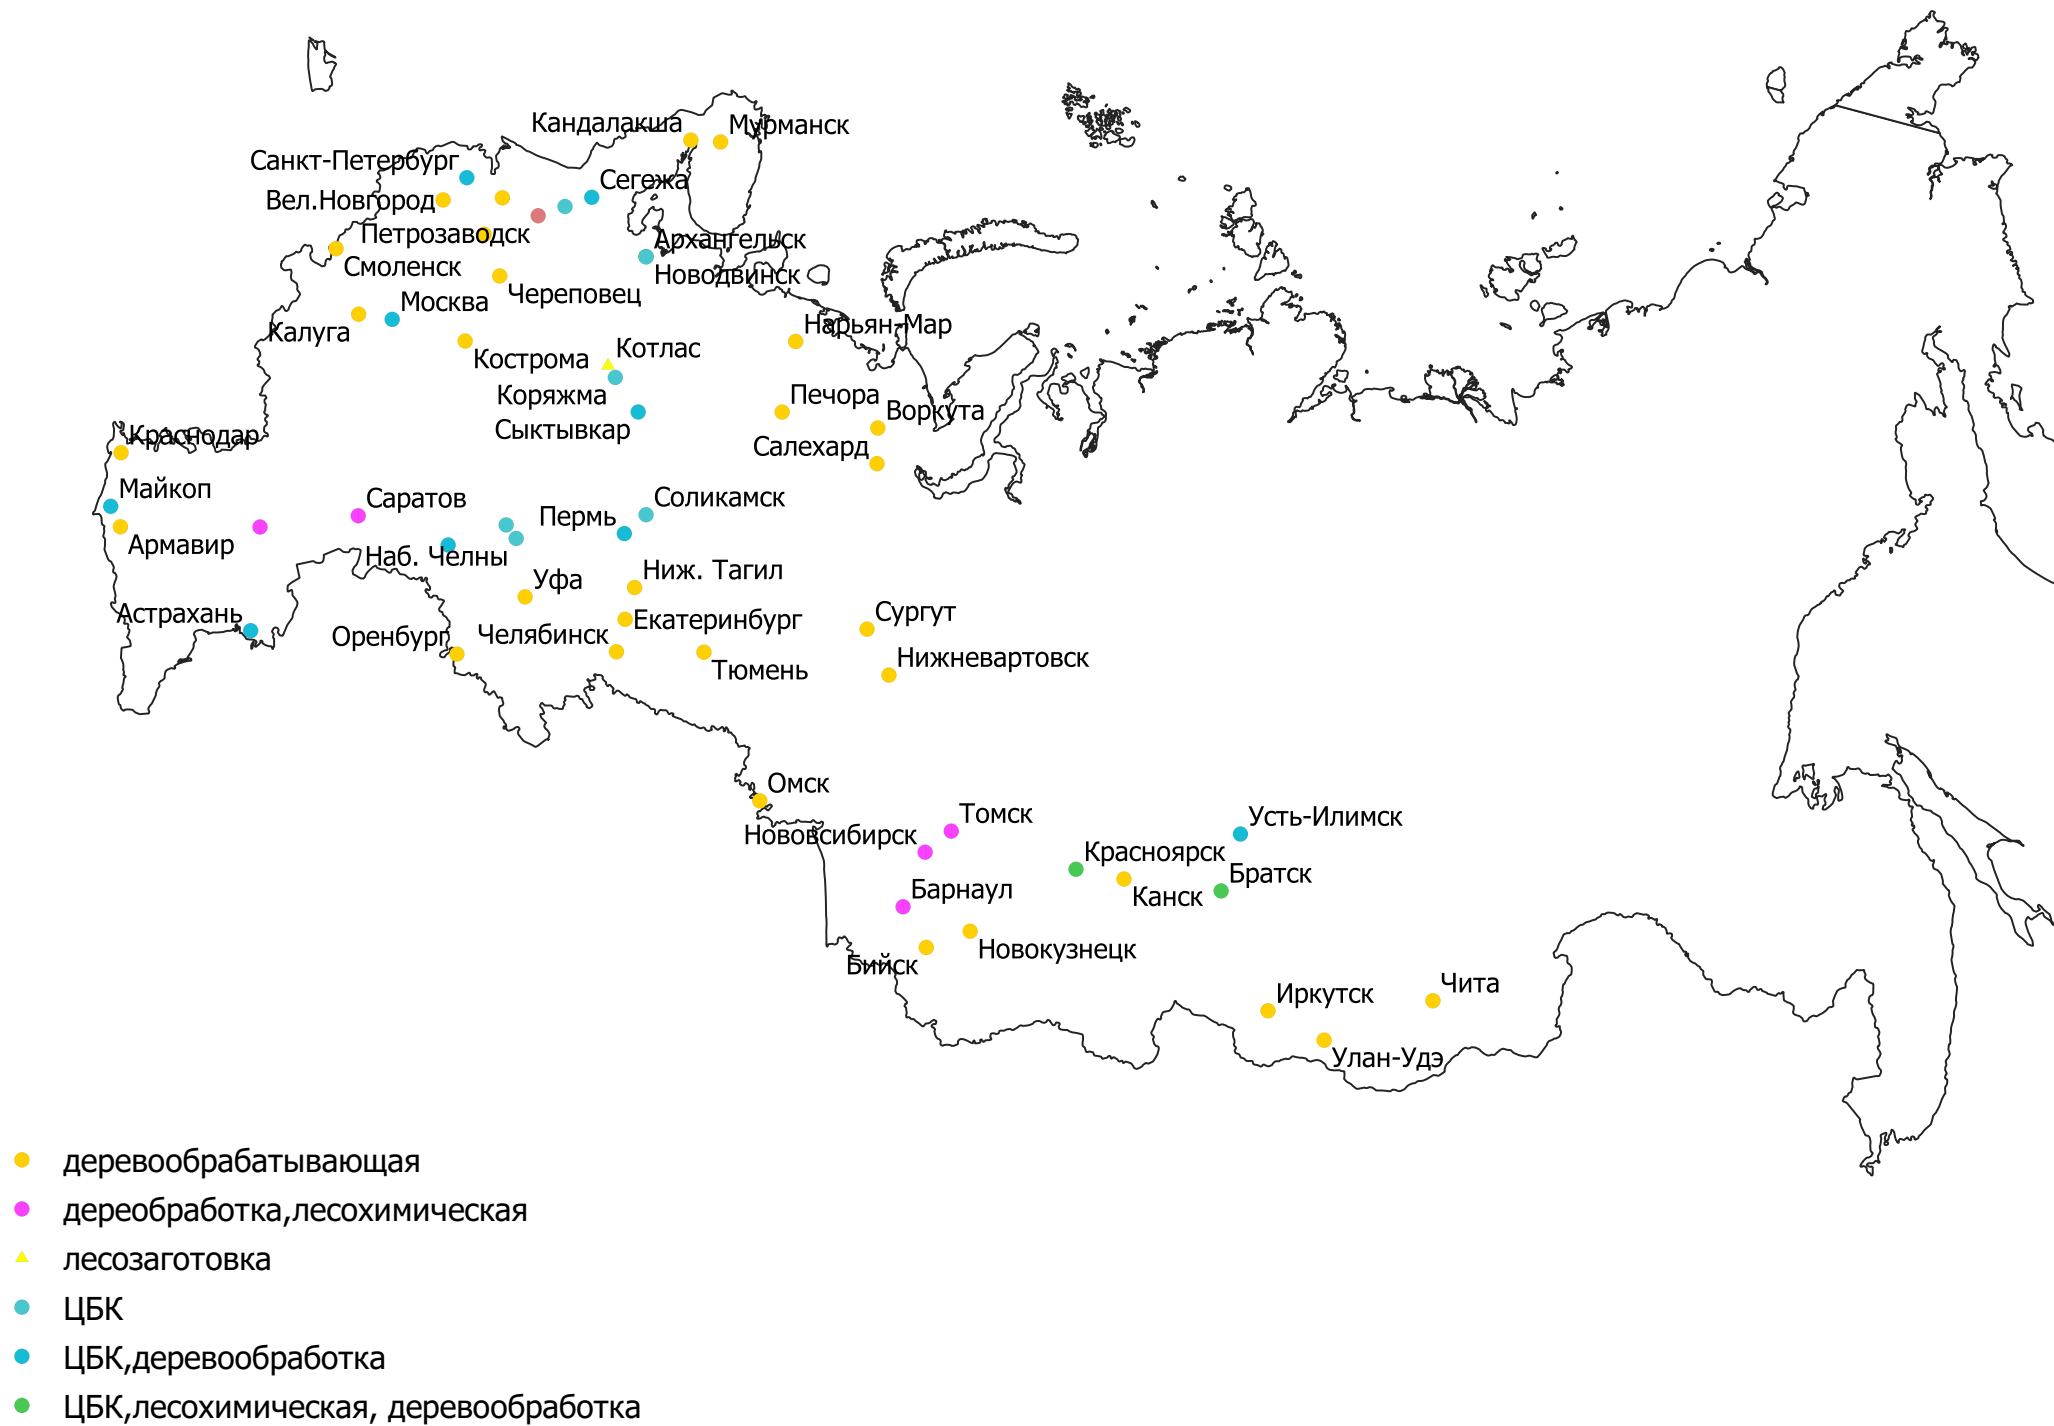 Кандалакша
Мурманск
Санкт-Петербург
Сегежа
Вел.Новгород
Петрозаводск
Архангельск
Смоленск
Новодвинск
Череповец
Москва
Калуга
Нарьян-Мар
Кострома
Котлас
Коряжма
Печора
Воркута
Сыктывкар
Краснодар
Салехард
Майкоп
Саратов
Соликамск
Пермь
Армавир
Наб. Челны
Уфа
Ниж. Тагил
Астрахань
Екатеринбург
Сургут
Оренбург
Челябинск
Нижневартовск
Тюмень
Омск
Томск
Усть-Илимск
Нововсибирск
Красноярск
Братск
Канск
Барнаул
Новокузнецк
Бийск
Чита
Иркутск
Улан-Удэ
деревообрабатывающая
дереобработка,лесохимическая
лесозаготовка
ЦБК
ЦБК,деревообработка
ЦБК,лесохимическая, деревообработка